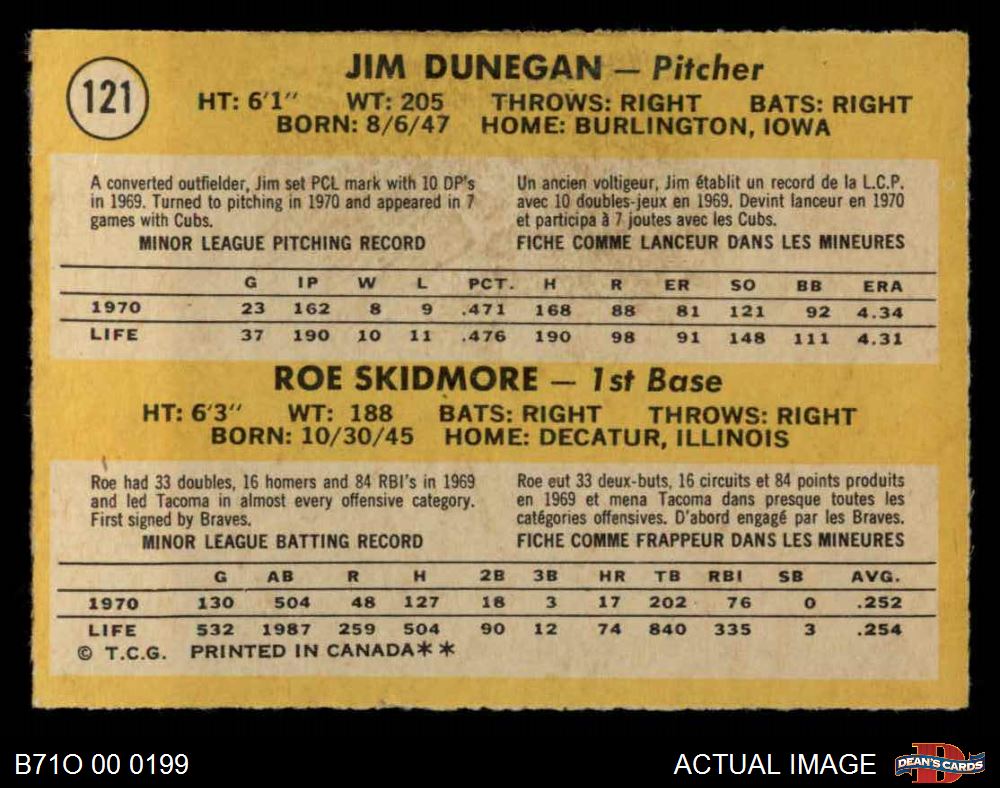 121
JIM DUNEGAN — Pitcher
HT: 6'1" WT: 205 THROWS: RIGHT BATS: RIGHT
BORN: 8/6/47 HOME: BURLINGTON, IOWA
A converted outfielder, Jim set PCL mark with 10 DP's
in 1969. Turned to pitching in 1970 and appeared in 7
games with Cubs.
MINOR LEAGUE PITCHING RECORD
Un ancien voltigeur, Jim établit un record de la L.C.P.
avec 10 doubles-jeux en 1969. Devint lanceur en 1970
et participa à 7 joutes avec les Cubs.
FICHE COMME LANCEUR DANS LES MINEURES
G IP W L PCT. H R ER SO BB ERA
1970 23 162 8 9 .471 168 88 81 121 92 4.34
LIFE 37 190 10 11 .476 190 98 91 148 111 4.31
ROE SKIDMORE — 1st Base
HT: 6'3" WT: 188 BATS: RIGHT THROWS: RIGHT
BORN: 10/30/45 HOME: DECATUR, ILLINOIS
Roe had 33 doubles, 16 homers and 84 RBI's in 1969
and led Tacoma in almost every offensive category.
First signed by Braves.
MINOR LEAGUE BATTING RECORD
Roe eut 33 deux-buts, 16 circuits et 84 points produits
en 1969 et mena Tacoma dans presque toutes les
catégories offensives. D'abord engagé par les Braves.
FICHE COMME FRAPPEUR DANS LES MINEURES
G AB R H 2B 3B HR TB RBI SB AVG.
1970 130 504 48 127 18 3 17 202 76 0 .252
LIFE 532 1987 259 504 90 12 74 840 335 3 .254
© T.C.G. PRINTED IN CANADA**
B71O 00 0199
ACTUAL IMAGE
D
DEAN'S CARDS